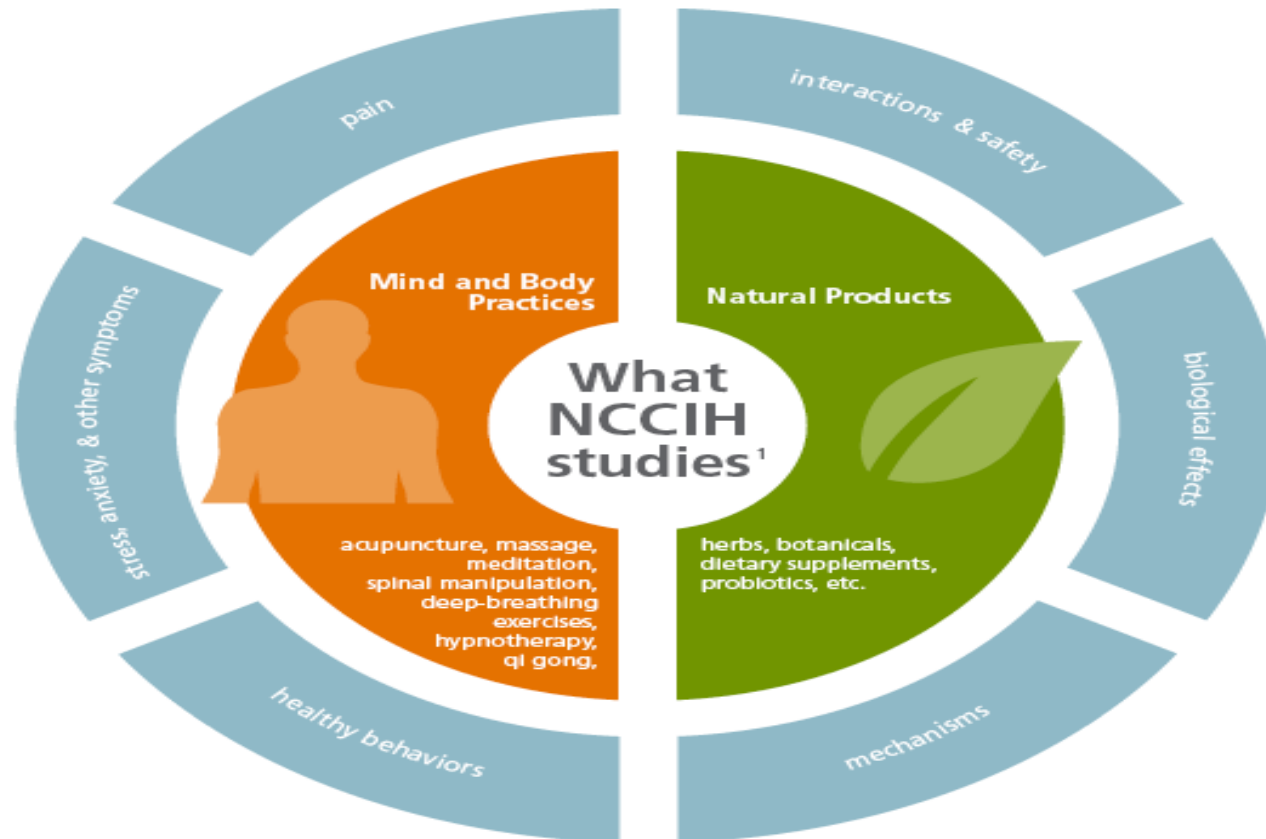 pain
interactions & safety
Mind and Body
Practices
Natural Products
What
NCCIH
studies¹
stress, anxiety, & other symptoms
biological effects
acupuncture, massage,
meditation,
spinal manipulation,
deep-breathing
exercises,
hypnotherapy,
qi gong,
herbs, botanicals,
dietary supplements,
probiotics, etc.
healthy behaviors
mechanisms